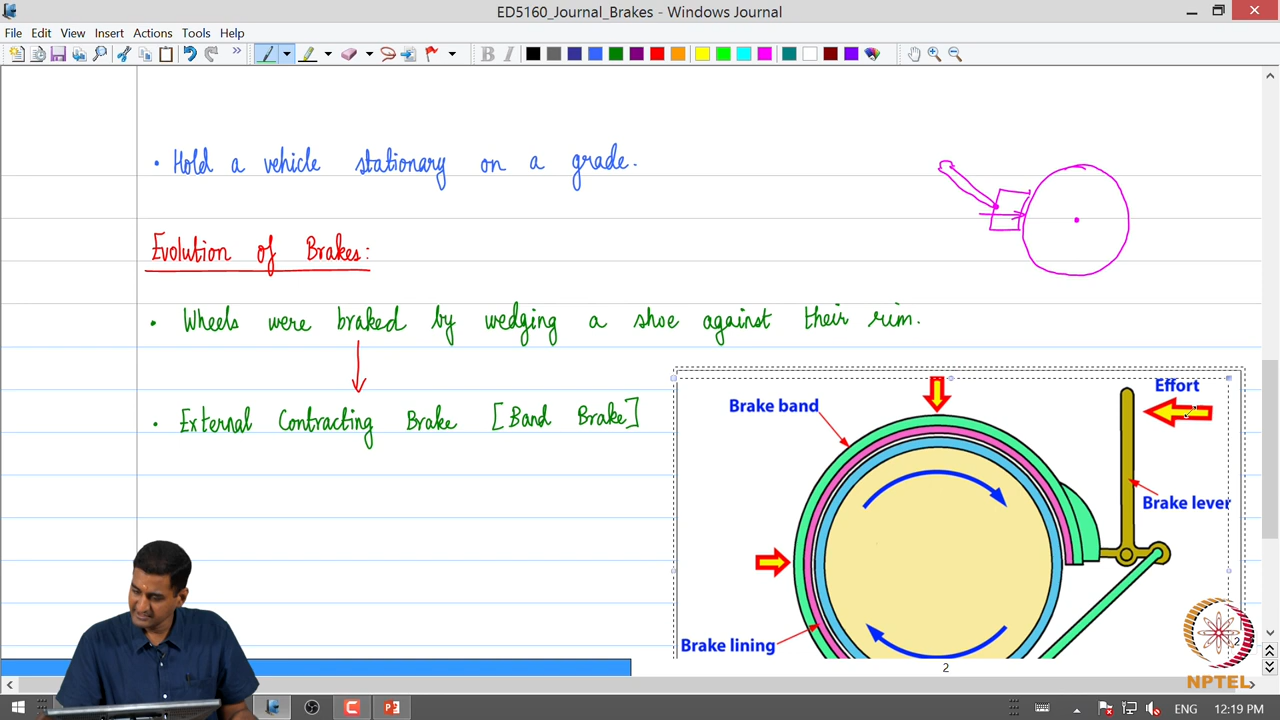 ED5160_Journal_Brakes - Windows Journal
File Edit View Insert Actions Tools Help
B I
• Hold a vehicle stationary on a grade.
Evolution of Brakes:
• Wheels were braked by wedging a shoe against their rim.
• External Contracting Brake [Band Brake]
Effort
Brake band
Brake lever
Brake lining
2
2
NPTEL
ENG 12:19 PM